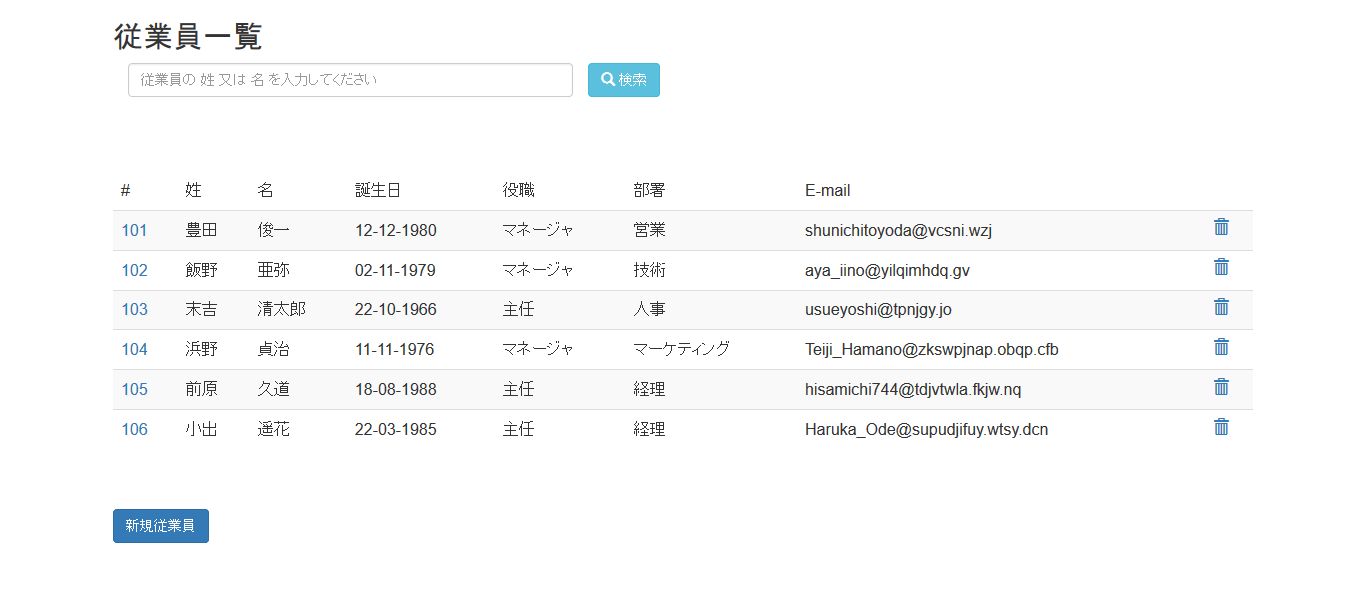 従業員一覧
従業員の 姓 又は 名 を入力してください 検索
# 姓 名 誕生日 役職 部署 E-mail
101 豊田 俊一 12-12-1980 マネージャ 営業 shunichitoyoda@vcsni.wzj
102 飯野 亜弥 02-11-1979 マネージャ 技術 aya_iino@yilqimhdq.gv
103 末吉 清太郎 22-10-1966 主任 人事 usueyoshi@tpnjgy.jo
104 浜野 貞治 11-11-1976 マネージャ マーケティング Teiji_Hamano@zkswpjnap.obqp.cfb
105 前原 久道 18-08-1988 主任 経理 hisamichi744@tdjvtwla.fkjw.nq
106 小出 遥花 22-03-1985 主任 経理 Haruka_Ode@supudjifuy.wtsy.dcn
新規従業員